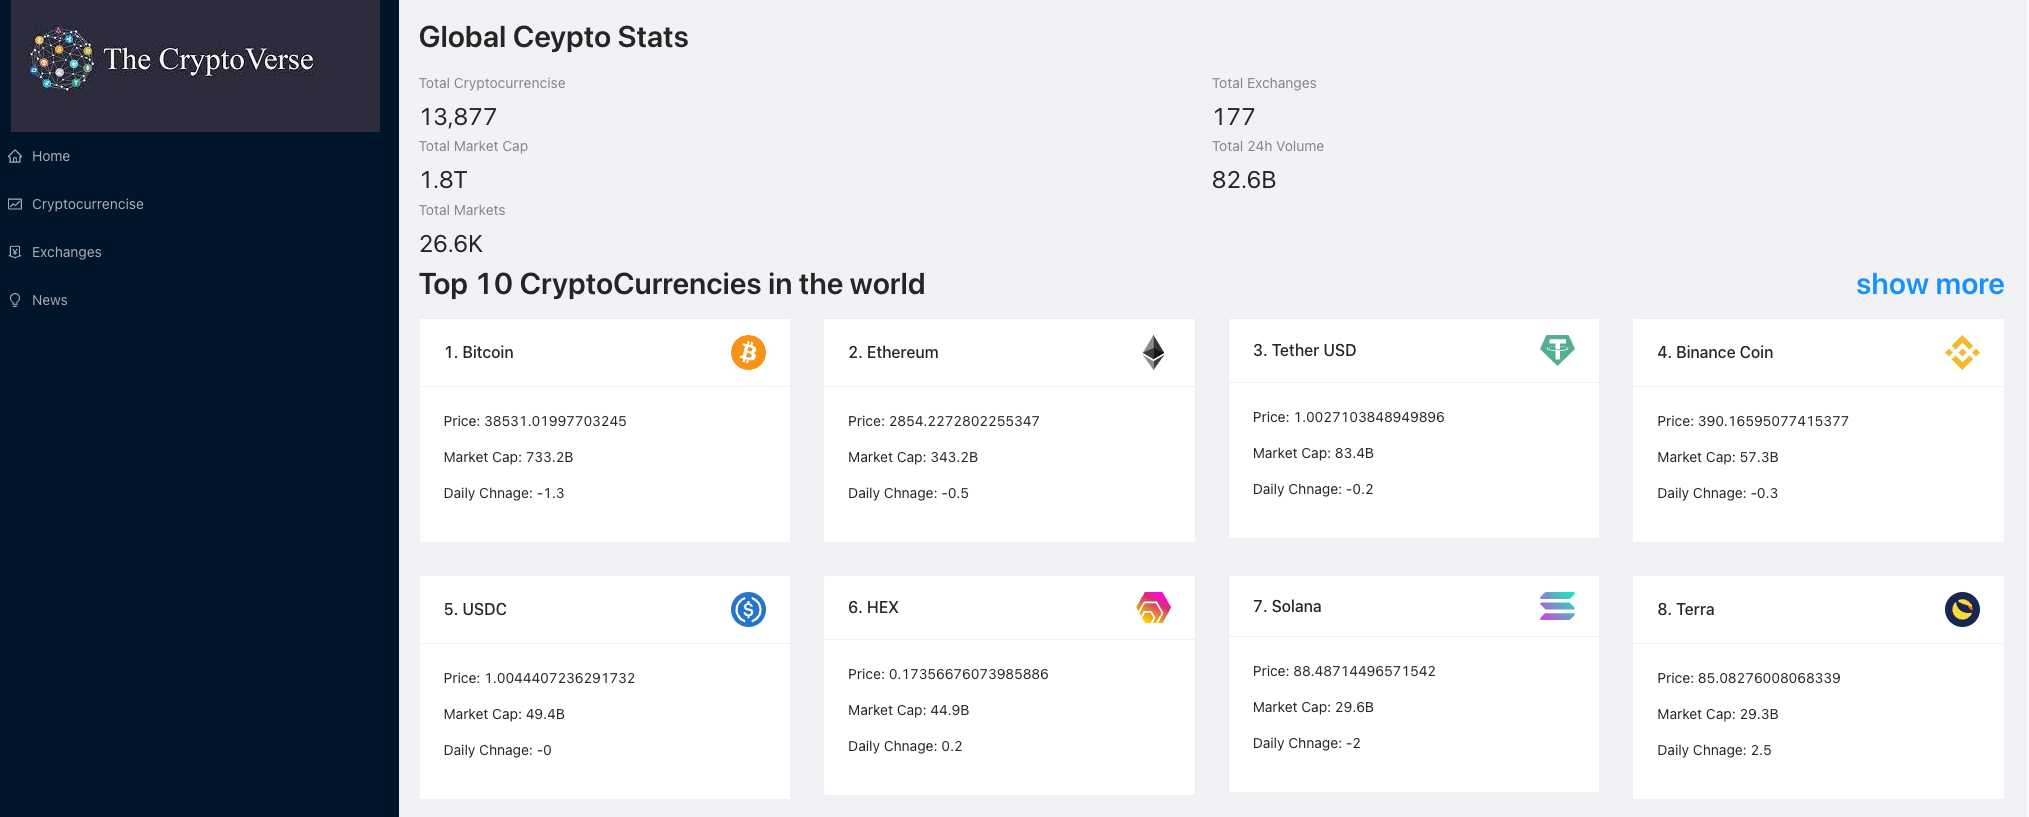 The CryptoVerse
Home
Cryptocurrencise
Exchanges
News
Global Ceypto Stats
Total Cryptocurrencise
13,877
Total Exchanges
177
Total Market Cap
1.8T
Total 24h Volume
82.6B
Total Markets
26.6K
Top 10 CryptoCurrencies in the world
show more
1. Bitcoin
Price: 38531.01997703245
Market Cap: 733.2B
Daily Chnage: -1.3
2. Ethereum
Price: 2854.2272802255347
Market Cap: 343.2B
Daily Chnage: -0.5
3. Tether USD
Price: 1.0027103848949896
Market Cap: 83.4B
Daily Chnage: -0.2
4. Binance Coin
Price: 390.16595077415377
Market Cap: 57.3B
Daily Chnage: -0.3
5. USDC
Price: 1.0044407236291732
Market Cap: 49.4B
Daily Chnage: -0
6. HEX
Price: 0.17356676073985886
Market Cap: 44.9B
Daily Chnage: 0.2
7. Solana
Price: 88.48714496571542
Market Cap: 29.6B
Daily Chnage: -2
8. Terra
Price: 85.08276008068339
Market Cap: 29.3B
Daily Chnage: 2.5